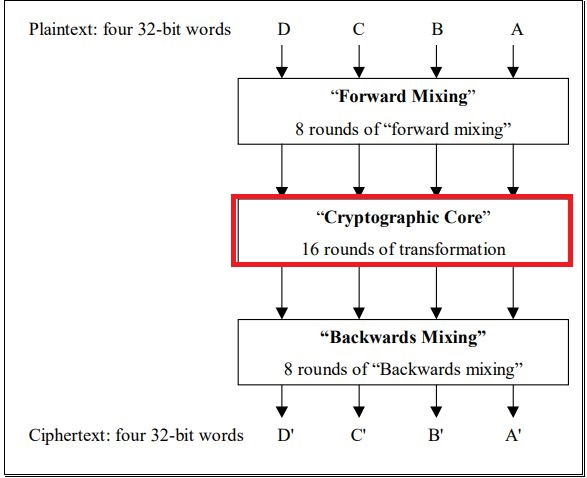 Plaintext: four 32-bit words D C B A
“Forward Mixing”
8 rounds of “forward mixing”
“Cryptographic Core”
16 rounds of transformation
“Backwards Mixing”
8 rounds of “Backwards mixing”
Ciphertext: four 32-bit words D' C' B' A'